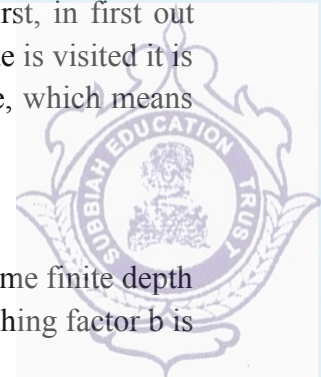 rst, in first out
le is visited it is
e, which means
SUBBIAH EDUCATION TRUST
me finite depth
hing factor b is